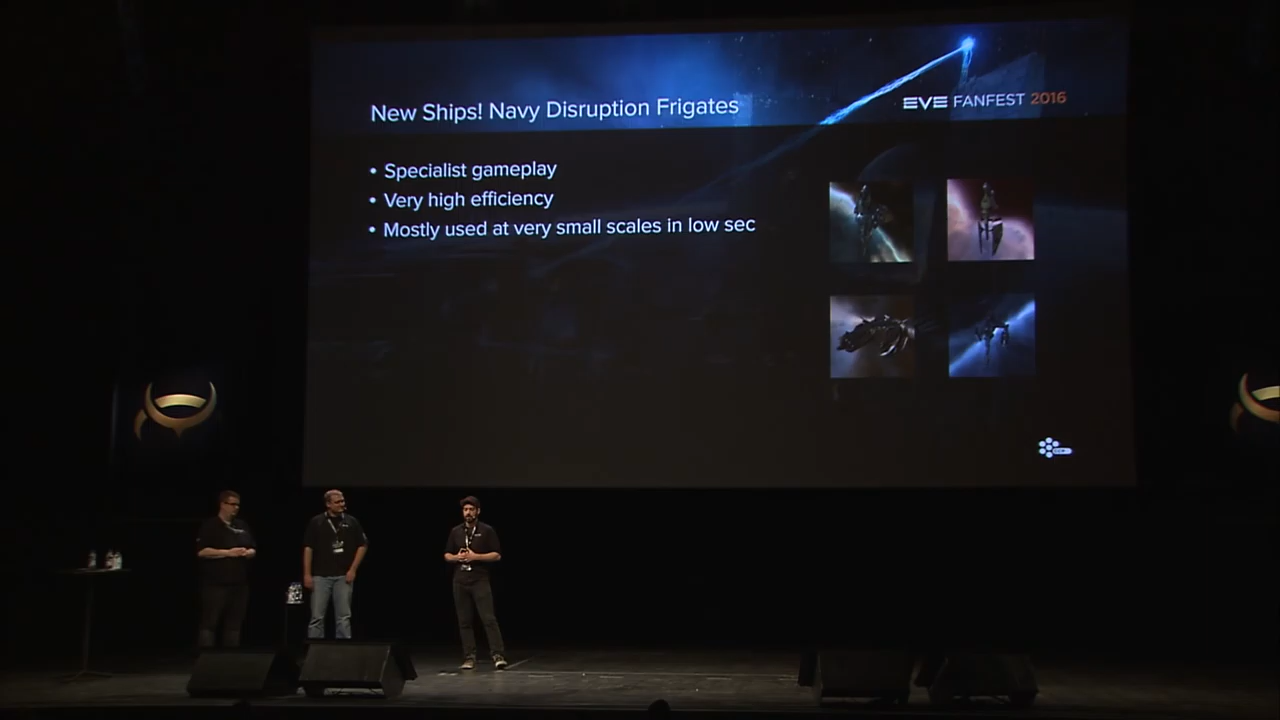 New Ships! Navy Disruption Frigates
EVE FANFEST 2016
• Specialist gameplay
• Very high efficiency
• Mostly used at very small scales in low sec